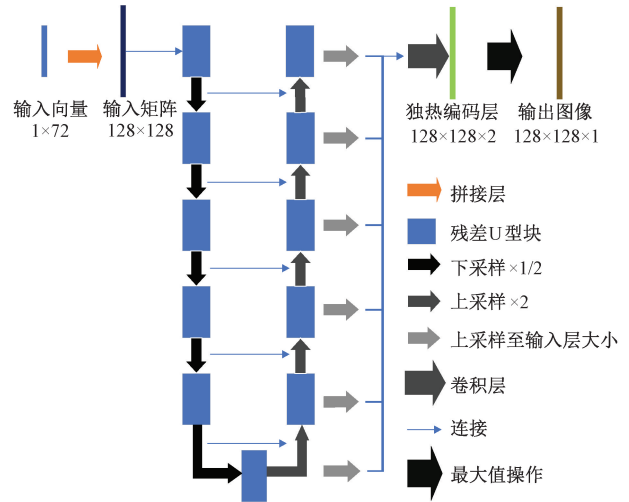 输入向量
1×72
输入矩阵
128×128
独热编码层
128×128×2
输出图像
128×128×1
拼接层
残差U型块
下采样×1/2
上采样×2
上采样至输入层大小
卷积层
连接
最大值操作